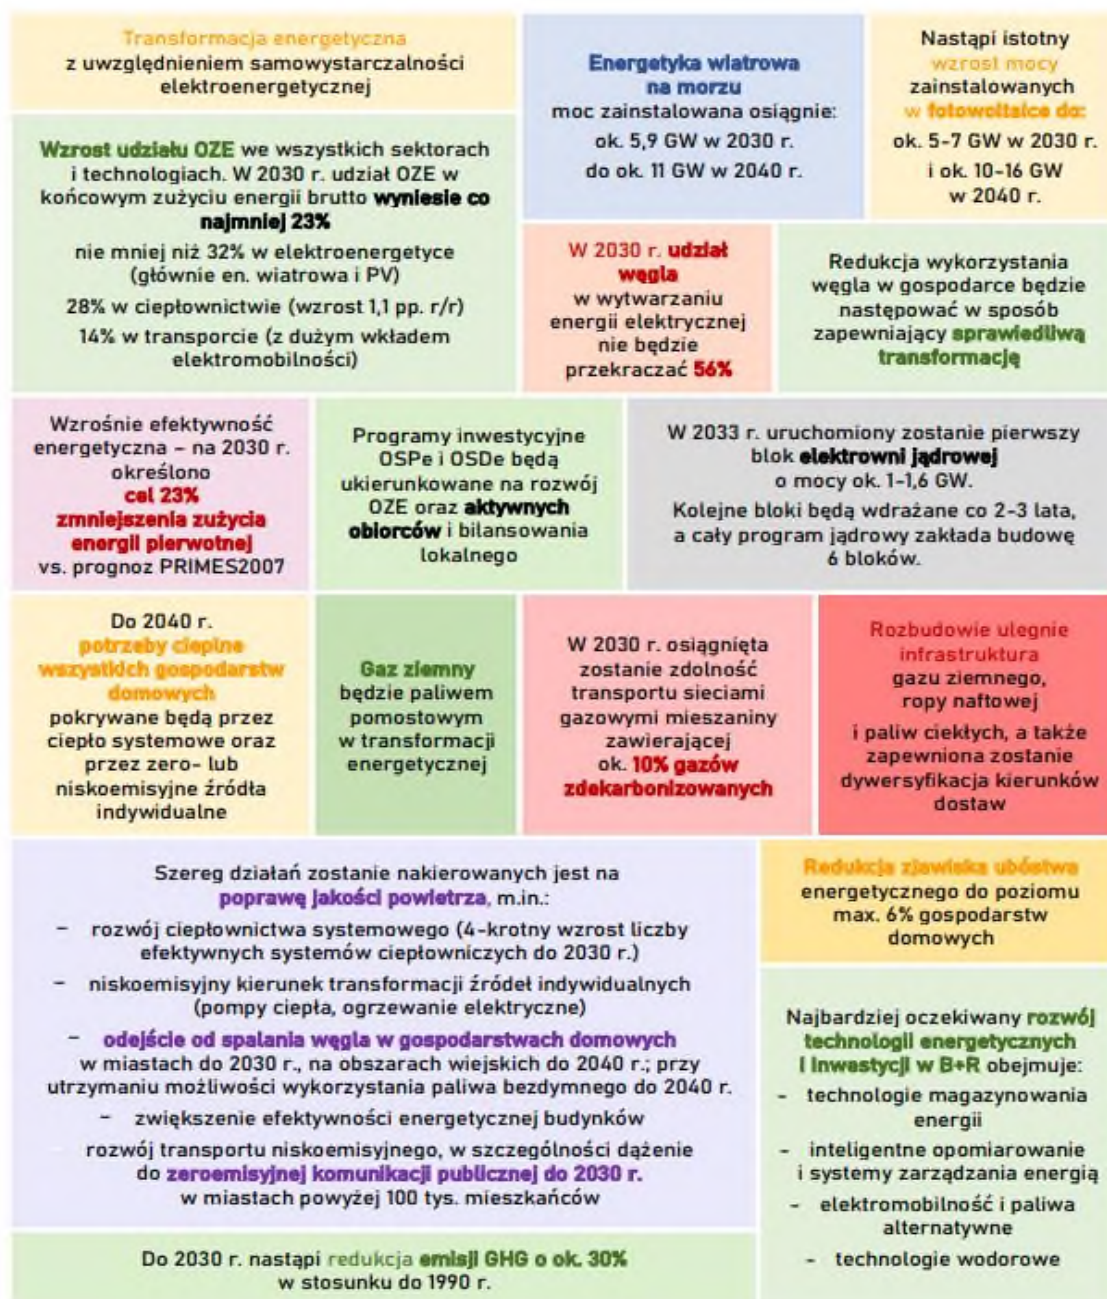 Transformacja energetyczna
z uwzględnieniem samowystarczalności
elektroenergetycznej
Wzrost udziału OZE we wszystkich sektorach
i technologiach. W 2030 r. udział OZE w
końcowym zużyciu energii brutto wyniesie co
najmniej 23%
nie mniej niż 32% w elektroenergetyce
(głównie en. wiatrowa i PV)
28% w ciepłownictwie (wzrost 1,1 pp. r/r)
14% w transporcie (z dużym wkładem
elektromobilności)
Energetyka wiatrowa
na morzu
moc zainstalowana osiągnie:
ok. 5,9 GW w 2030 r.
do ok. 11 GW w 2040 r.
Nastąpi istotny
wzrost mocy
zainstalowanych
w fotowoltaice do:
ok. 5-7 GW w 2030 r.
i ok. 10-16 GW
w 2040 r.
W 2030 r. udział
węgla
w wytwarzaniu
energii elektrycznej
nie będzie
przekraczać 56%
Redukcja wykorzystania
węgla w gospodarce będzie
następować w sposób
zapewniający sprawiedliwą
transformację
Wzrośnie efektywność
energetyczna – na 2030 r.
określono
cel 23%
zmniejszenia zużycia
energii pierwotnej
vs. prognoz PRIMES2007
Programy inwestycyjne
OSPe i OSDe będą
ukierunkowane na rozwój
OZE oraz aktywnych
obiorców i bilansowania
lokalnego
W 2033 r. uruchomiony zostanie pierwszy
blok elektrowni jądrowej
o mocy ok. 1-1,6 GW.
Kolejne bloki będą wdrażane co 2-3 lata,
a cały program jądrowy zakłada budowę
6 bloków.
Do 2040 r.
potrzeby cieplne
wszystkich gospodarstw
domowych
pokrywane będą przez
ciepło systemowe oraz
przez zero- lub
niskoemisyjne źródła
indywidualne
Gaz ziemny
będzie paliwem
pomostowym
w transformacji
energetycznej
W 2030 r. osiągnięta
zostanie zdolność
transportu sieciami
gazowymi mieszaniny
zawierającej
ok. 10% gazów
zdekarbonizowanych
Rozbudowie ulegnie
infrastruktura
gazu ziemnego,
ropy naftowej
i paliw ciekłych, a także
zapewniona zostanie
dywersyfikacja kierunków
dostaw
Szereg działań zostanie nakierowanych jest na
poprawę jakości powietrza, m.in.:
– rozwój ciepłownictwa systemowego (4-krotny wzrost liczby
efektywnych systemów ciepłowniczych do 2030 r.)
– niskoemisyjny kierunek transformacji źródeł indywidualnych
(pompy ciepła, ogrzewanie elektryczne)
– odejście od spalania węgla w gospodarstwach domowych
w miastach do 2030 r., na obszarach wiejskich do 2040 r.; przy
utrzymaniu możliwości wykorzystania paliwa bezdymnego do 2040 r.
– zwiększenie efektywności energetycznej budynków
rozwój transportu niskoemisyjnego, w szczególności dążenie
do zeroemisyjnej komunikacji publicznej do 2030 r.
w miastach powyżej 100 tys. mieszkańców
Redukcja zjawiska ubóstwa
energetycznego do poziomu
max. 6% gospodarstw
domowych
Najbardziej oczekiwany rozwój
technologii energetycznych
i inwestycji w B+R obejmuje:
- technologie magazynowania
energii
- inteligentne opomiarowanie
i systemy zarządzania energią
- elektromobilność i paliwa
alternatywne
- technologie wodorowe
Do 2030 r. nastąpi redukcja emisji GHG o ok. 30%
w stosunku do 1990 r.